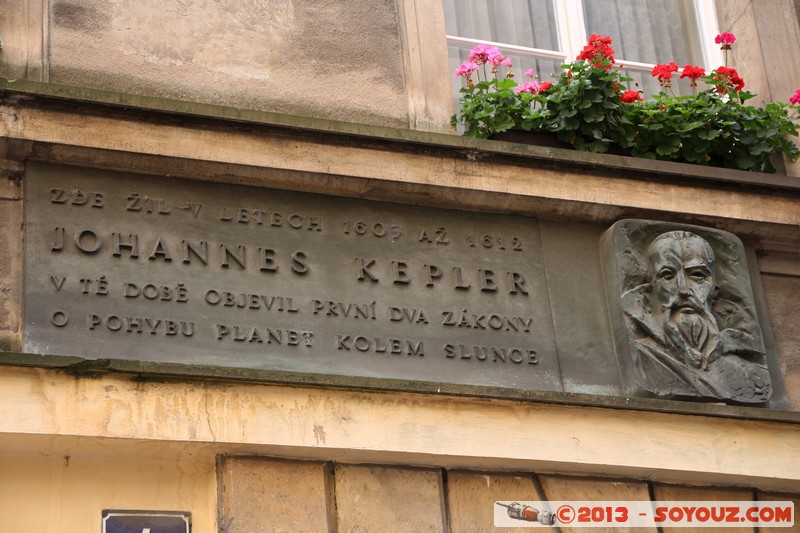 ZDE ŽIL V LETECH 1607 AŽ 1612
JOHANNES KEPLER
V TÉ DOBĚ OBJEVIL PRVNÍ DVA ZÁKONY
O POHYBU PLANET KOLEM SLUNCE
©2013 - WWW.SOYOUZ.COM